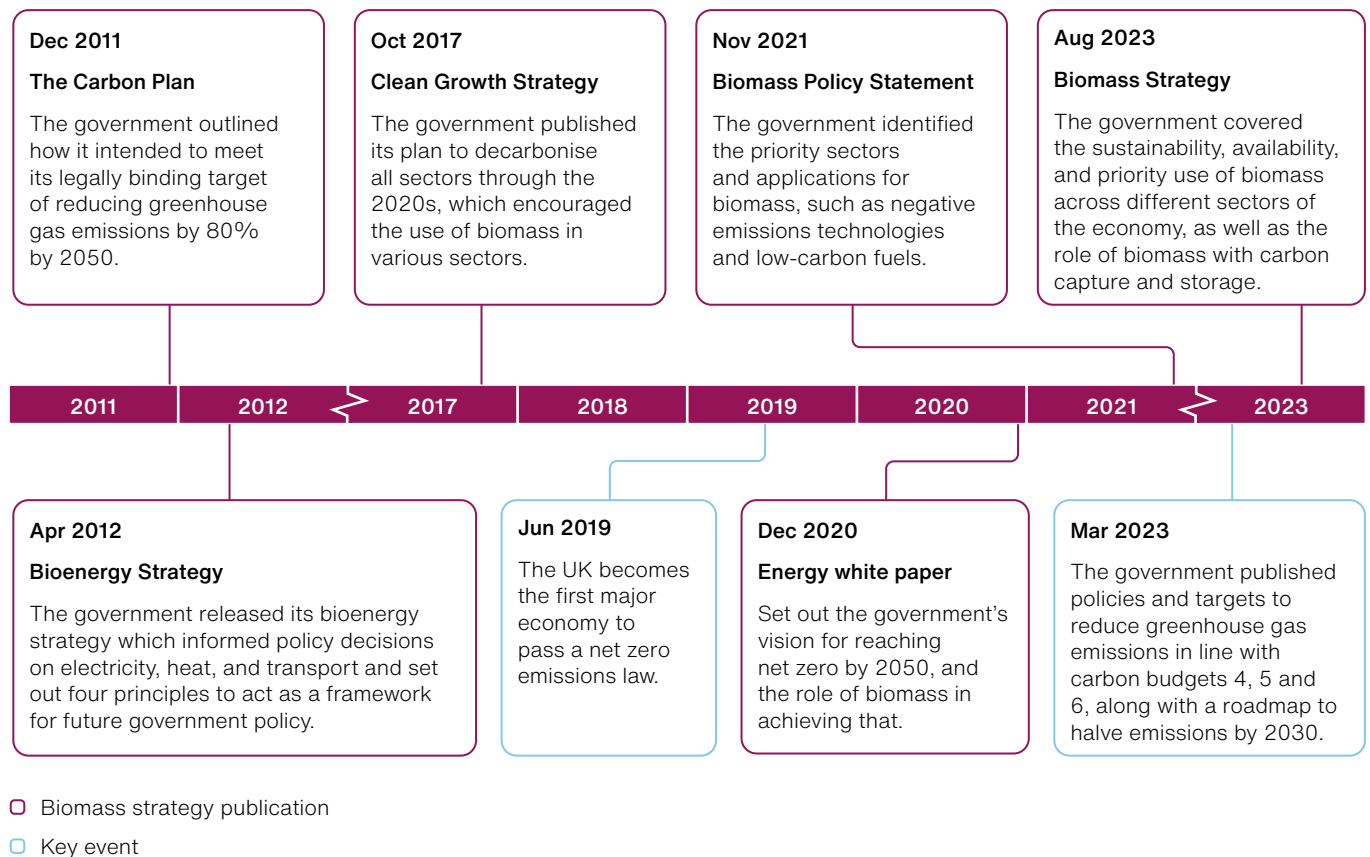 Dec 2011
The Carbon Plan
The government outlined
how it intended to meet
its legally binding target
of reducing greenhouse
gas emissions by 80%
by 2050.
Oct 2017
Clean Growth Strategy
The government published
its plan to decarbonise
all sectors through the
2020s, which encouraged
the use of biomass in
various sectors.
Nov 2021
Biomass Policy Statement
The government identified
the priority sectors
and applications for
biomass, such as negative
emissions technologies
and low-carbon fuels.
Aug 2023
Biomass Strategy
The government covered
the sustainability, availability,
and priority use of biomass
across different sectors of
the economy, as well as the
role of biomass with carbon
capture and storage.
2011 2012 2017 2018 2019 2020 2021 2023
Apr 2012
Bioenergy Strategy
The government released its bioenergy
strategy which informed policy decisions
on electricity, heat, and transport and set
out four principles to act as a framework
for future government policy.
Jun 2019
The UK becomes
the first major
economy to
pass a net zero
emissions law.
Dec 2020
Energy white paper
Set out the government’s
vision for reaching
net zero by 2050, and
the role of biomass in
achieving that.
Mar 2023
The government published
policies and targets to
reduce greenhouse gas
emissions in line with
carbon budgets 4, 5 and
6, along with a roadmap to
halve emissions by 2030.
Biomass strategy publication
Key event